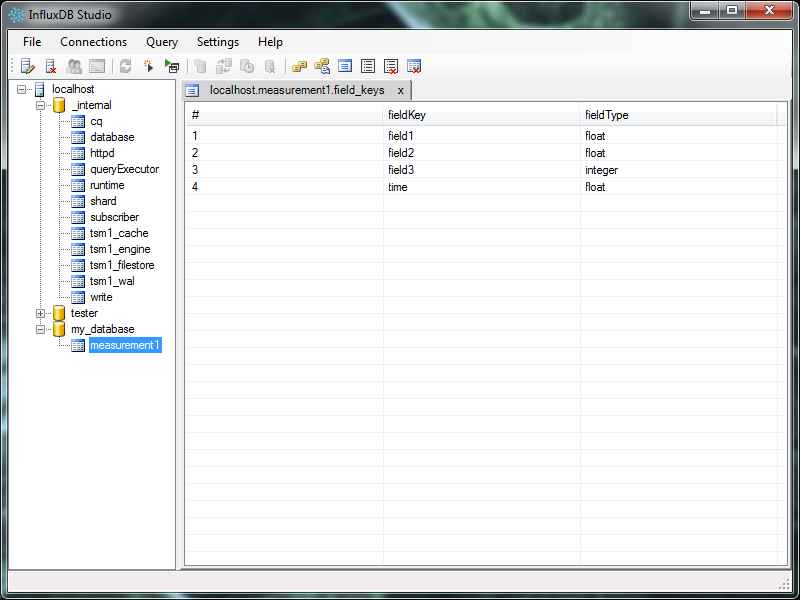 InfluxDB Studio
File Connections Query Settings Help
localhost
_internal
cq
database
httpd
queryExecutor
runtime
shard
subscriber
tsm1_cache
tsm1_engine
tsm1_filestore
tsm1_wal
write
tester
my_database
measurement1
localhost.measurement1.field_keys x
# fieldKey fieldType
1 field1 float
2 field2 float
3 field3 integer
4 time float